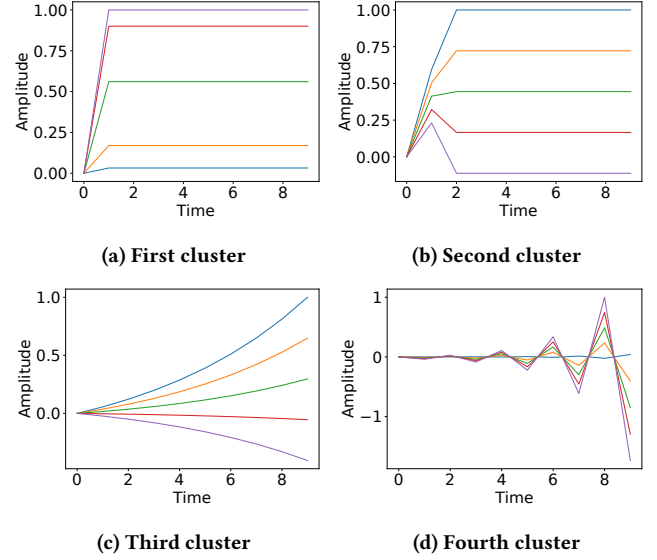 1.00
0.75
0.50
0.25
0.00
Amplitude
0 2 4 6 8
Time
(a) First cluster
1.00
0.75
0.50
0.25
0.00
Amplitude
0 2 4 6 8
Time
(b) Second cluster
1.0
0.5
0.0
Amplitude
0 2 4 6 8
Time
(c) Third cluster
1
0
−1
Amplitude
0 2 4 6 8
Time
(d) Fourth cluster